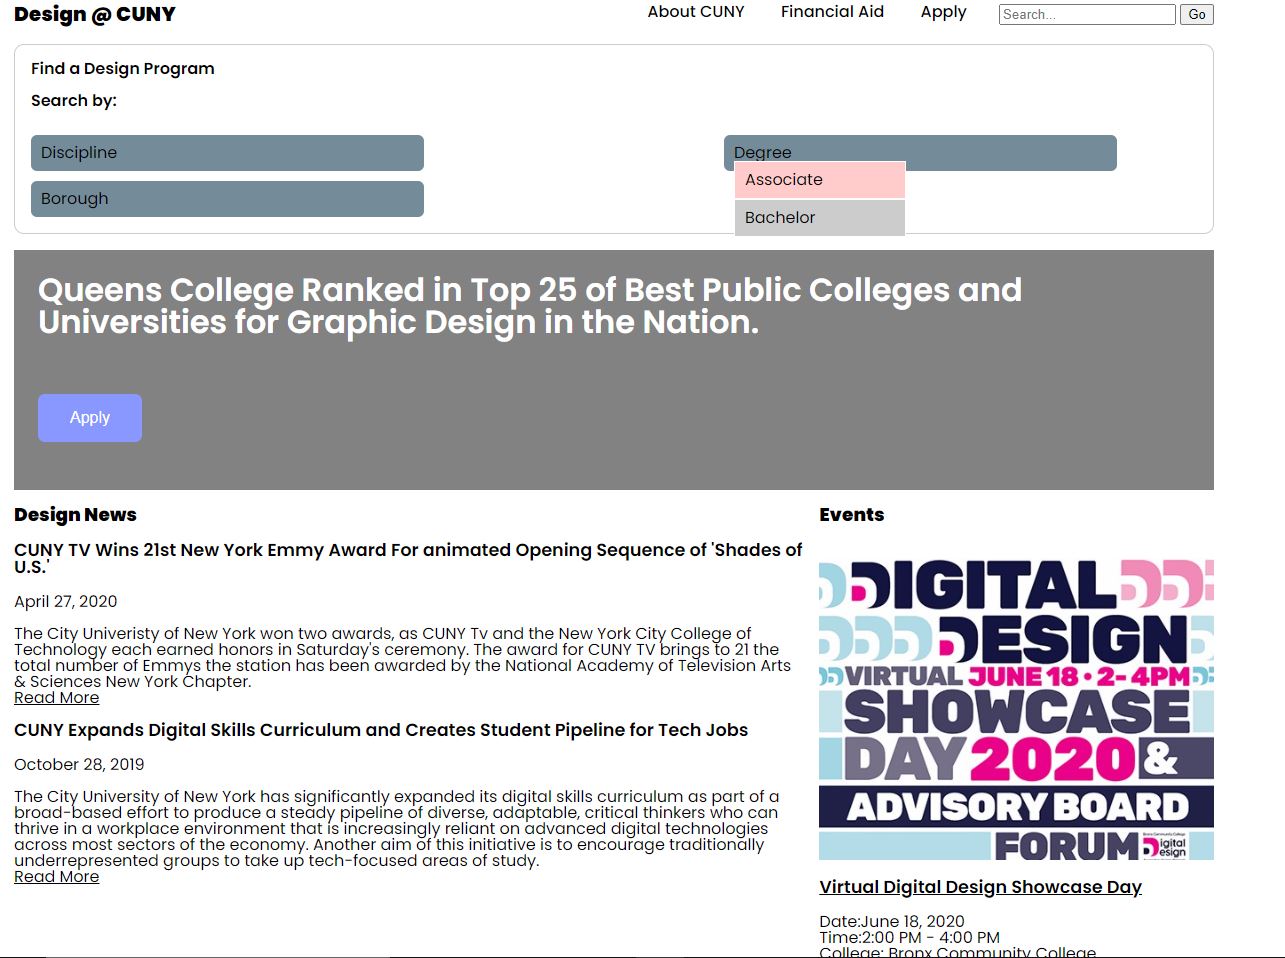 Design @ CUNY
About CUNY
Financial Aid
Apply
Search...
Go
Find a Design Program
Search by:
Discipline
Degree
Associate
Borough
Bachelor
Queens College Ranked in Top 25 of Best Public Colleges and
Universities for Graphic Design in the Nation.
Apply
Design News
CUNY TV Wins 21st New York Emmy Award For animated Opening Sequence of 'Shades of
U.S.'
April 27, 2020
The City Univeristy of New York won two awards, as CUNY Tv and the New York City College of
Technology each earned honors in Saturday's ceremony. The award for CUNY TV brings to 21 the
total number of Emmys the station has been awarded by the National Academy of Television Arts
& Sciences New York Chapter.
Read More
CUNY Expands Digital Skills Curriculum and Creates Student Pipeline for Tech Jobs
October 28, 2019
The City University of New York has significantly expanded its digital skills curriculum as part of a
broad-based effort to produce a steady pipeline of diverse, adaptable, critical thinkers who can
thrive in a workplace environment that is increasingly reliant on advanced digital technologies
across most sectors of the economy. Another aim of this initiative is to encourage traditionally
underrepresented groups to take up tech-focused areas of study.
Read More
Events
DIGITAL
DESIGN
VIRTUAL JUNE 18 • 2-4PM
SHOWCASE
DAY 2020 &
ADVISORY BOARD
FORUM
Bronx Community College
Digital
Design
Virtual Digital Design Showcase Day
Date:June 18, 2020
Time:2:00 PM - 4:00 PM
College: Bronx Community College